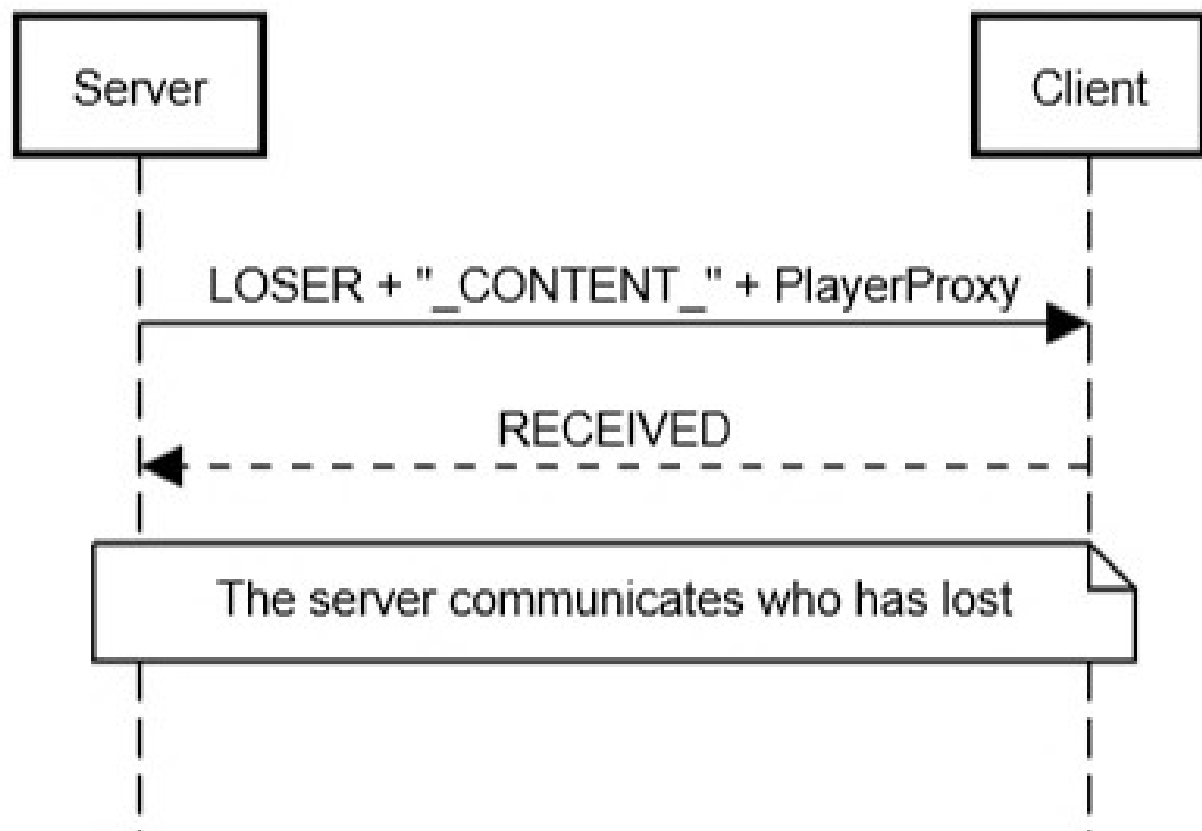 Server
Client
LOSER + "_CONTENT_" + PlayerProxy
RECEIVED
The server communicates who has lost